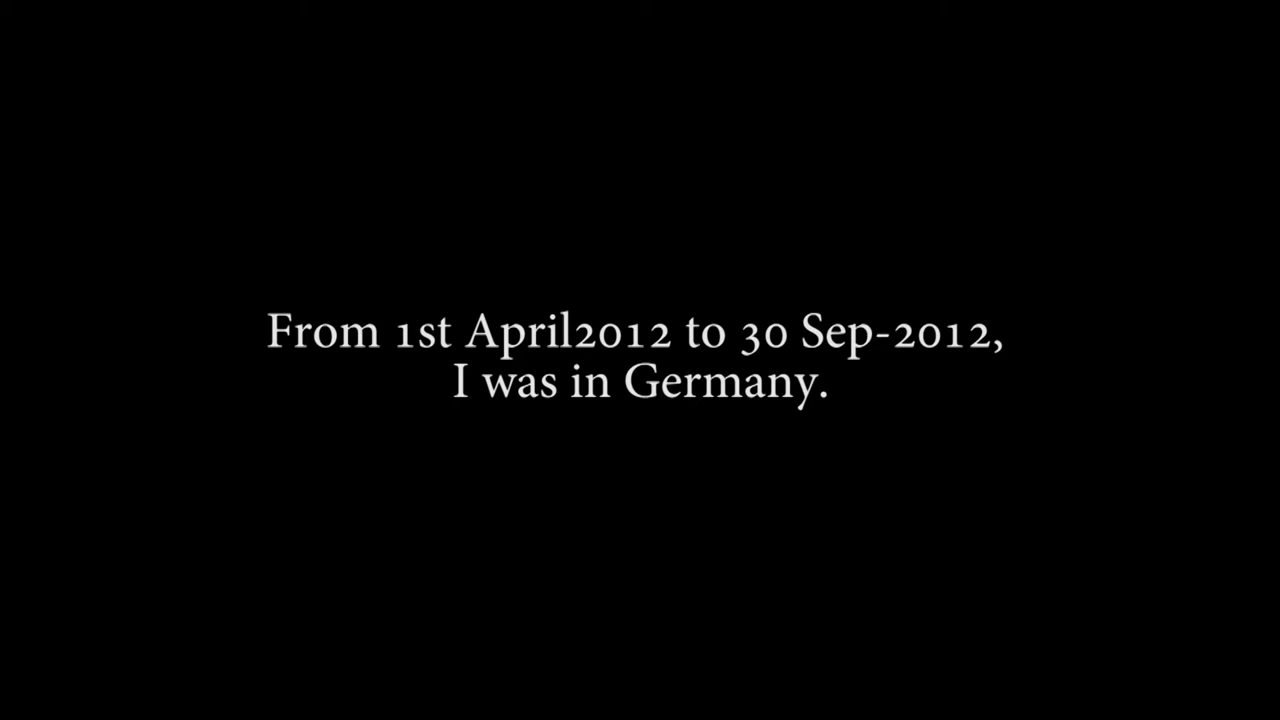 From 1st April2012 to 30 Sep-2012,
I was in Germany.